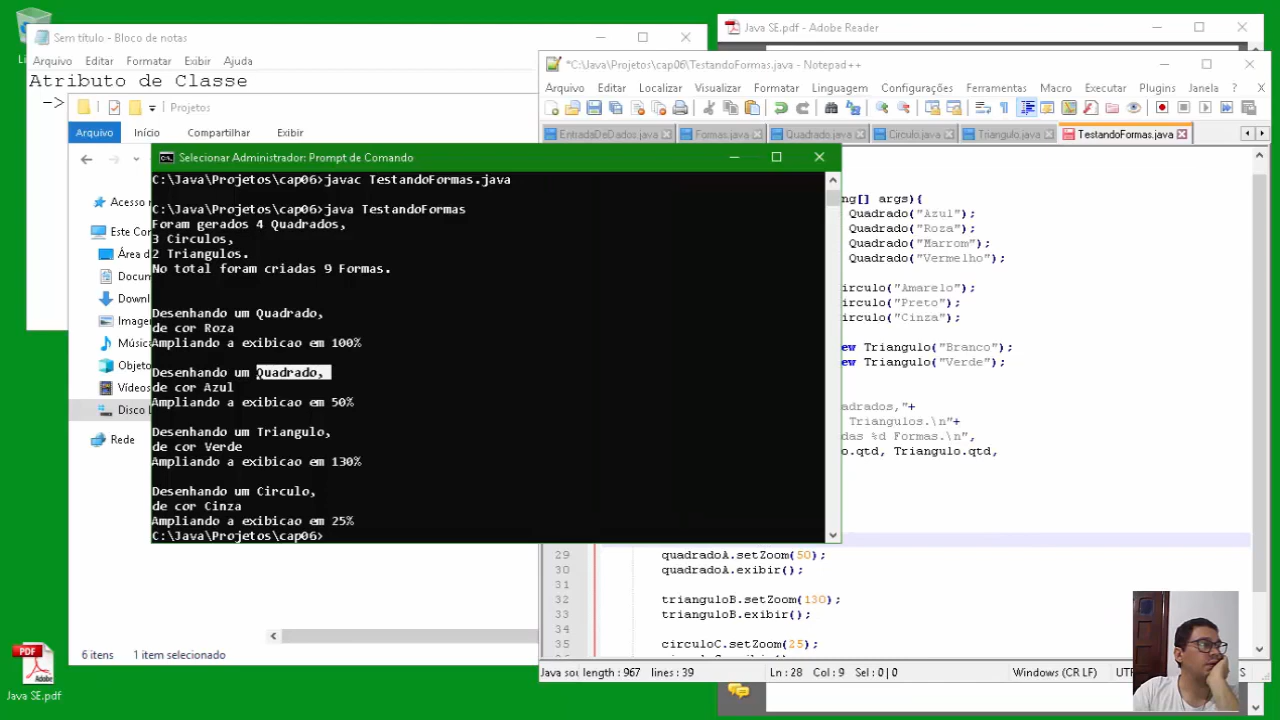 Sem título - Bloco de notas
Arquivo Editar Formatar Exibir Ajuda
Atributo de Classe
->
Projetos
Arquivo Início Compartilhar Exibir
Acesso
Este Co
Área d
Docum
Downl
Imagen
Música
Objeto
Vídeos
Disco L
Rede
6 itens 1 item selecionado
PDF
Java SE.pdf
Selecionar Administrador: Prompt de Comando
C:\Java\Projetos\cap06>javac TestandoFormas.java
C:\Java\Projetos\cap06>java TestandoFormas
Foram gerados 4 Quadrados,
3 Circulos,
2 Triangulos.
No total foram criadas 9 Formas.
Desenhando um Quadrado,
de cor Roza
Ampliando a exibicao em 100%
Desenhando um Quadrado,
de cor Azul
Ampliando a exibicao em 50%
Desenhando um Triangulo,
de cor Verde
Ampliando a exibicao em 130%
Desenhando um Circulo,
de cor Cinza
Ampliando a exibicao em 25%
C:\Java\Projetos\cap06>
Java SE.pdf - Adobe Reader
*C:\Java\Projetos\cap06\TestandoFormas.java - Notepad++
Arquivo Editar Localizar Visualizar Formatar Linguagem Configurações Ferramentas Macro Executar Plugins Janela ?
EntradaDeDados.java Formas.java Quadrado.java Circulo.java Triangulo.java TestandoFormas.java
ng[] args){
Quadrado("Azul");
Quadrado("Roza");
Quadrado("Marrom");
Quadrado("Vermelho");
irculo("Amarelo");
irculo("Preto");
irculo("Cinza");
ew Triangulo("Branco");
ew Triangulo("Verde");
adrados,"+
Triangulos.\n"+
das %d Formas.\n",
o.qtd, Triangulo.qtd,
29 quadradoA.setZoom(50);
30 quadradoA.exibir();
31
32 trianguloB.setZoom(130);
33 trianguloB.exibir();
34
35 circuloC.setZoom(25);
Java sou length : 967 lines : 39 Ln : 28 Col : 9 Sel : 0 | 0 Windows (CR LF) UT S